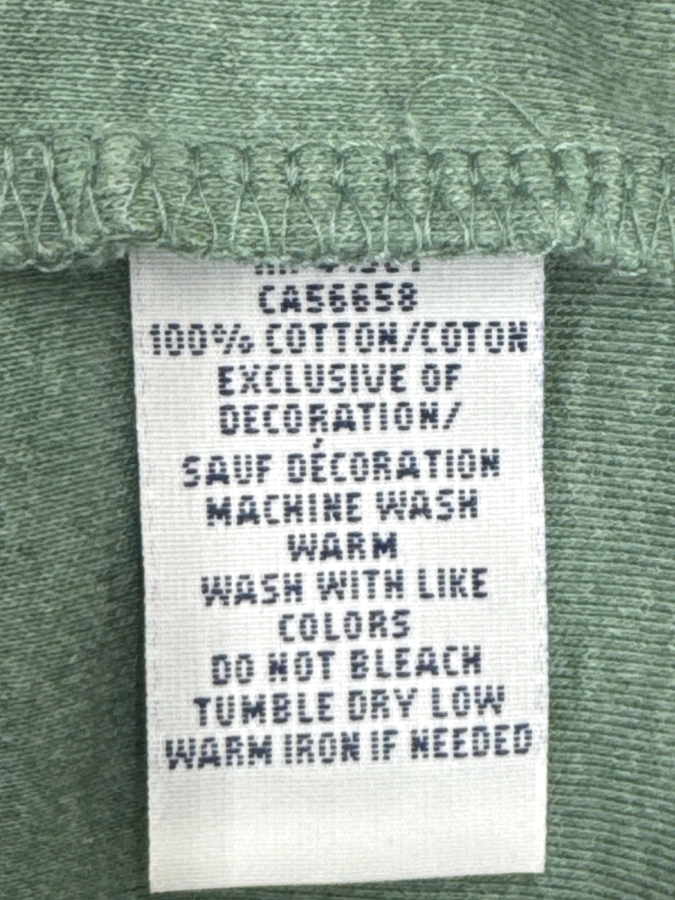 CA56658
100% COTTON/COTON
EXCLUSIVE OF
DECORATION/
SAUF DÉCORATION
MACHINE WASH
WARM
WASH WITH LIKE
COLORS
DO NOT BLEACH
TUMBLE DRY LOW
WARM IRON IF NEEDED